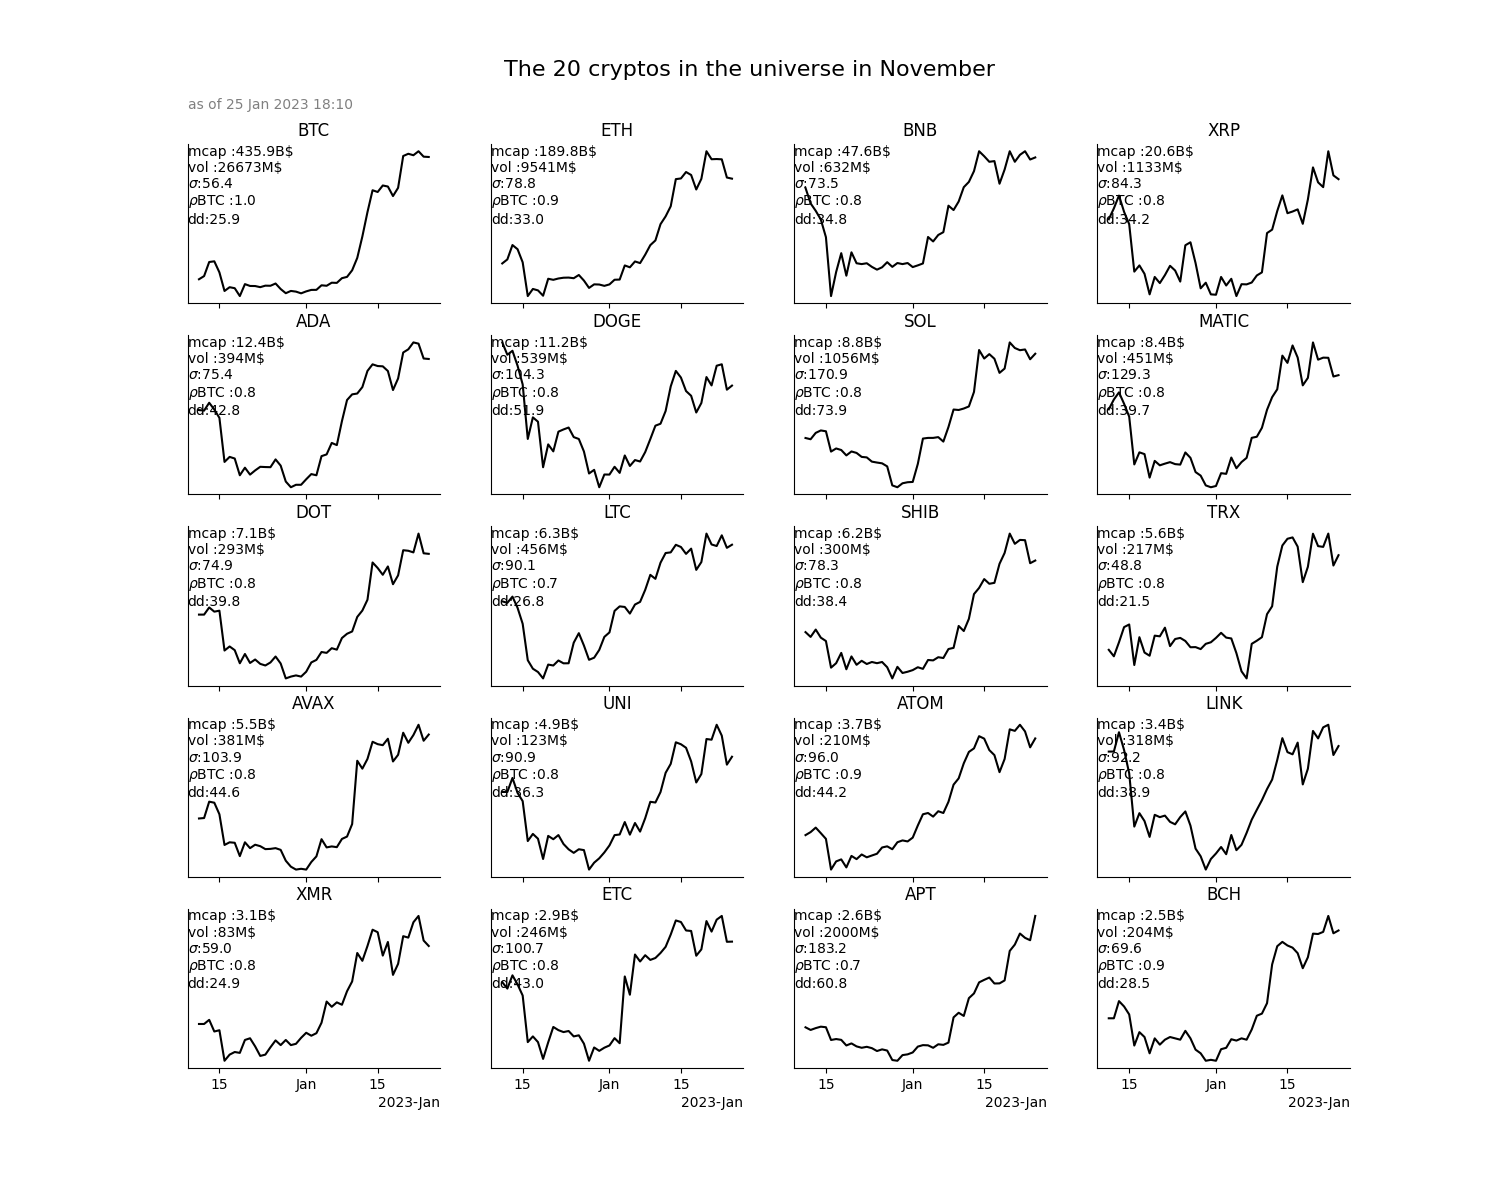 The 20 cryptos in the universe in November
as of 25 Jan 2023 18:10
BTC
mcap :435.9B$
vol :26673M$
σ:56.4
ρBTC :1.0
dd:25.9
ETH
mcap :189.8B$
vol :9541M$
σ:78.8
ρBTC :0.9
dd:33.0
BNB
mcap :47.6B$
vol :632M$
σ:73.5
ρBTC :0.8
dd:34.8
XRP
mcap :20.6B$
vol :1133M$
σ:84.3
ρBTC :0.8
dd:34.2
ADA
mcap :12.4B$
vol :394M$
σ:75.4
ρBTC :0.8
dd:42.8
DOGE
mcap :11.2B$
vol :539M$
σ:104.3
ρBTC :0.8
dd:51.9
SOL
mcap :8.8B$
vol :1056M$
σ:170.9
ρBTC :0.8
dd:73.9
MATIC
mcap :8.4B$
vol :451M$
σ:129.3
ρBTC :0.8
dd:39.7
DOT
mcap :7.1B$
vol :293M$
σ:74.9
ρBTC :0.8
dd:39.8
LTC
mcap :6.3B$
vol :456M$
σ:90.1
ρBTC :0.7
dd:26.8
SHIB
mcap :6.2B$
vol :300M$
σ:78.3
ρBTC :0.8
dd:38.4
TRX
mcap :5.6B$
vol :217M$
σ:48.8
ρBTC :0.8
dd:21.5
AVAX
mcap :5.5B$
vol :381M$
σ:103.9
ρBTC :0.8
dd:44.6
UNI
mcap :4.9B$
vol :123M$
σ:90.9
ρBTC :0.8
dd:36.3
ATOM
mcap :3.7B$
vol :210M$
σ:96.0
ρBTC :0.9
dd:44.2
LINK
mcap :3.4B$
vol :318M$
σ:92.2
ρBTC :0.8
dd:38.9
XMR
mcap :3.1B$
vol :83M$
σ:59.0
ρBTC :0.8
dd:24.9
15 Jan 15
2023-Jan
ETC
mcap :2.9B$
vol :246M$
σ:100.7
ρBTC :0.8
dd:43.0
15 Jan 15
2023-Jan
APT
mcap :2.6B$
vol :2000M$
σ:183.2
ρBTC :0.7
dd:60.8
15 Jan 15
2023-Jan
BCH
mcap :2.5B$
vol :204M$
σ:69.6
ρBTC :0.9
dd:28.5
15 Jan 15
2023-Jan